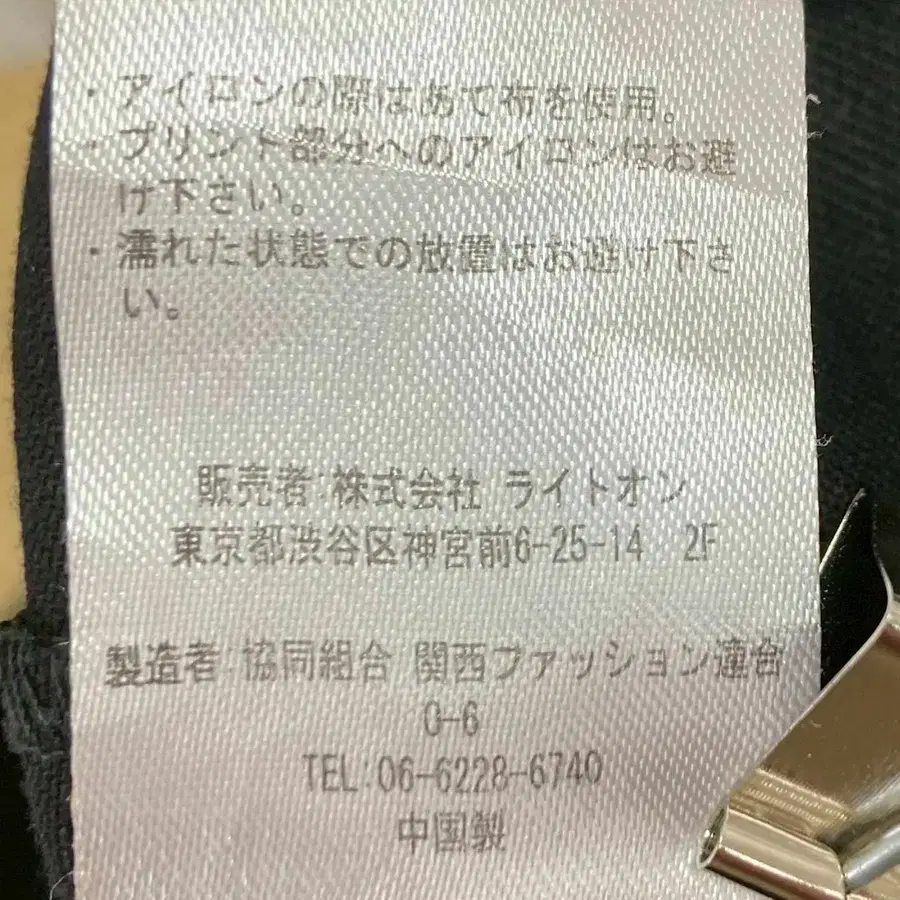 ・アイロンの際はあて布を使用。
・プリント部分へのアイロンはお避
け下さい。
・濡れた状態での放置はお避け下さ
い。
販売者:株式会社 ライトオン
東京都渋谷区神宮前6-25-14 2F
製造者:協同組合 関西ファッション連合
0-6
TEL:06-6228-6740
中国製